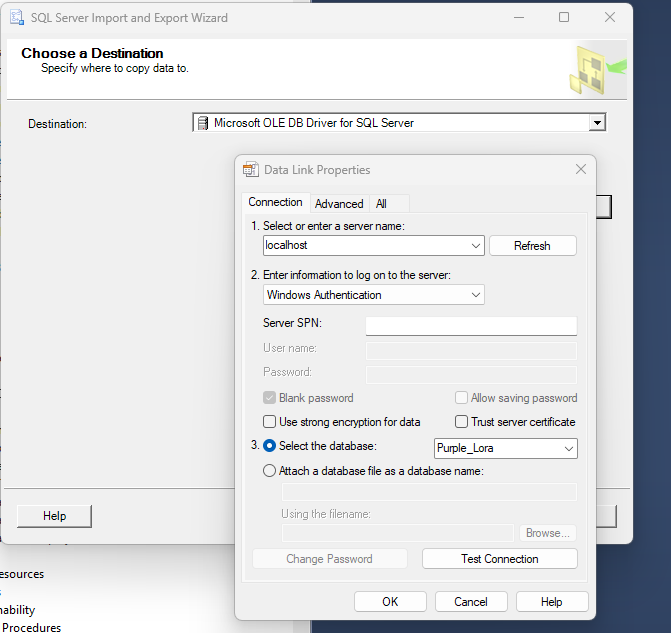 SQL Server Import and Export Wizard
Choose a Destination
Specify where to copy data to.
Destination:
Microsoft OLE DB Driver for SQL Server
Data Link Properties
Connection
Advanced
All
1. Select or enter a server name:
localhost
Refresh
2. Enter information to log on to the server:
Windows Authentication
Server SPN:
User name:
Password:
Blank password
Allow saving password
Use strong encryption for data
Trust server certificate
3. Select the database:
Purple_Lora
Attach a database file as a database name:
Using the filename:
Browse...
Change Password
Test Connection
OK
Cancel
Help
Help
esources
nability
Procedures